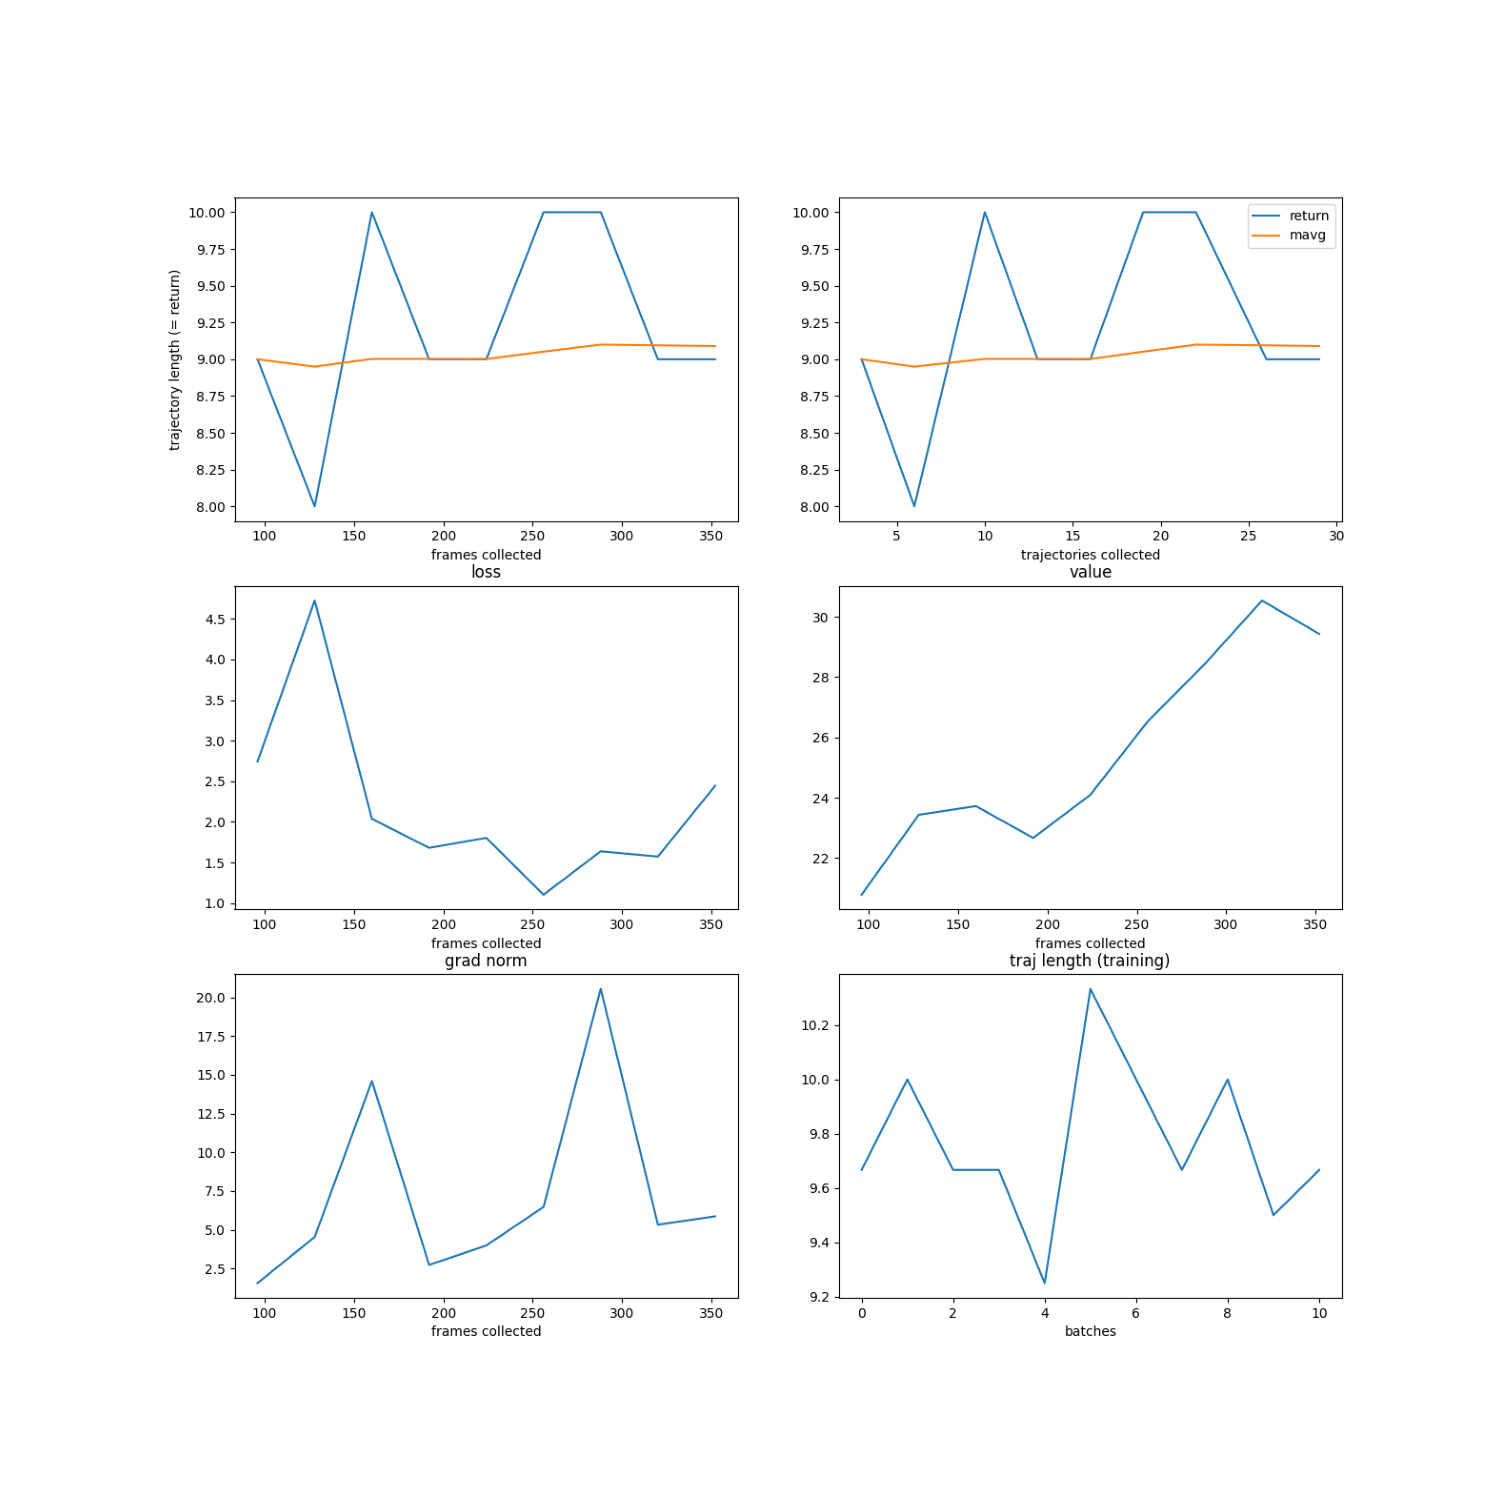 10.00
9.75
9.50
9.25
9.00
8.75
8.50
8.25
8.00
trajectory length (= return)
100 150 200 250 300 350
frames collected
10.00
9.75
9.50
9.25
9.00
8.75
8.50
8.25
8.00
return
mavg
5 10 15 20 25 30
trajectories collected
loss
4.5
4.0
3.5
3.0
2.5
2.0
1.5
1.0
100 150 200 250 300 350
frames collected
value
30
28
26
24
22
100 150 200 250 300 350
frames collected
grad norm
20.0
17.5
15.0
12.5
10.0
7.5
5.0
2.5
100 150 200 250 300 350
frames collected
traj length (training)
10.2
10.0
9.8
9.6
9.4
9.2
0 2 4 6 8 10
batches